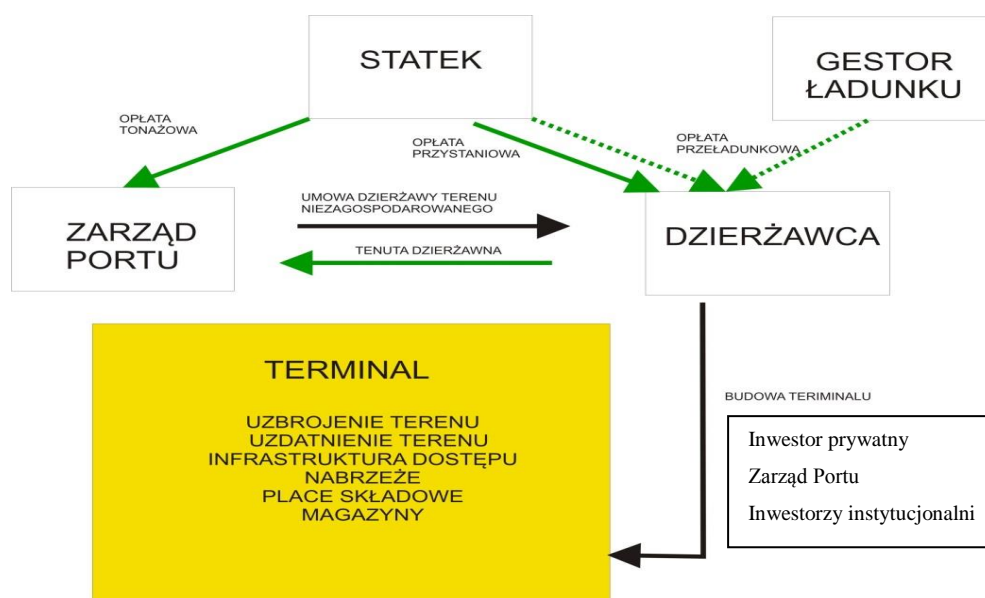 STATEK
GESTOR
ŁADUNKU
OPŁATA
TONAŻOWA
OPŁATA
PRZYSTANIOWA
OPŁATA
PRZEŁADUNKOWA
ZARZĄD
PORTU
UMOWA DZIERŻAWY TERENU
NIEZAGOSPODAROWANEGO
TENUTA DZIERŻAWNA
DZIERŻAWCA
TERMINAL
UZBROJENIE TERENU
UZDATNIENIE TERENU
INFRASTRUKTURA DOSTĘPU
NABRZEŻE
PLACE SKŁADOWE
MAGAZYNY
BUDOWA TERIMINALU
Inwestor prywatny
Zarząd Portu
Inwestorzy instytucjonalni